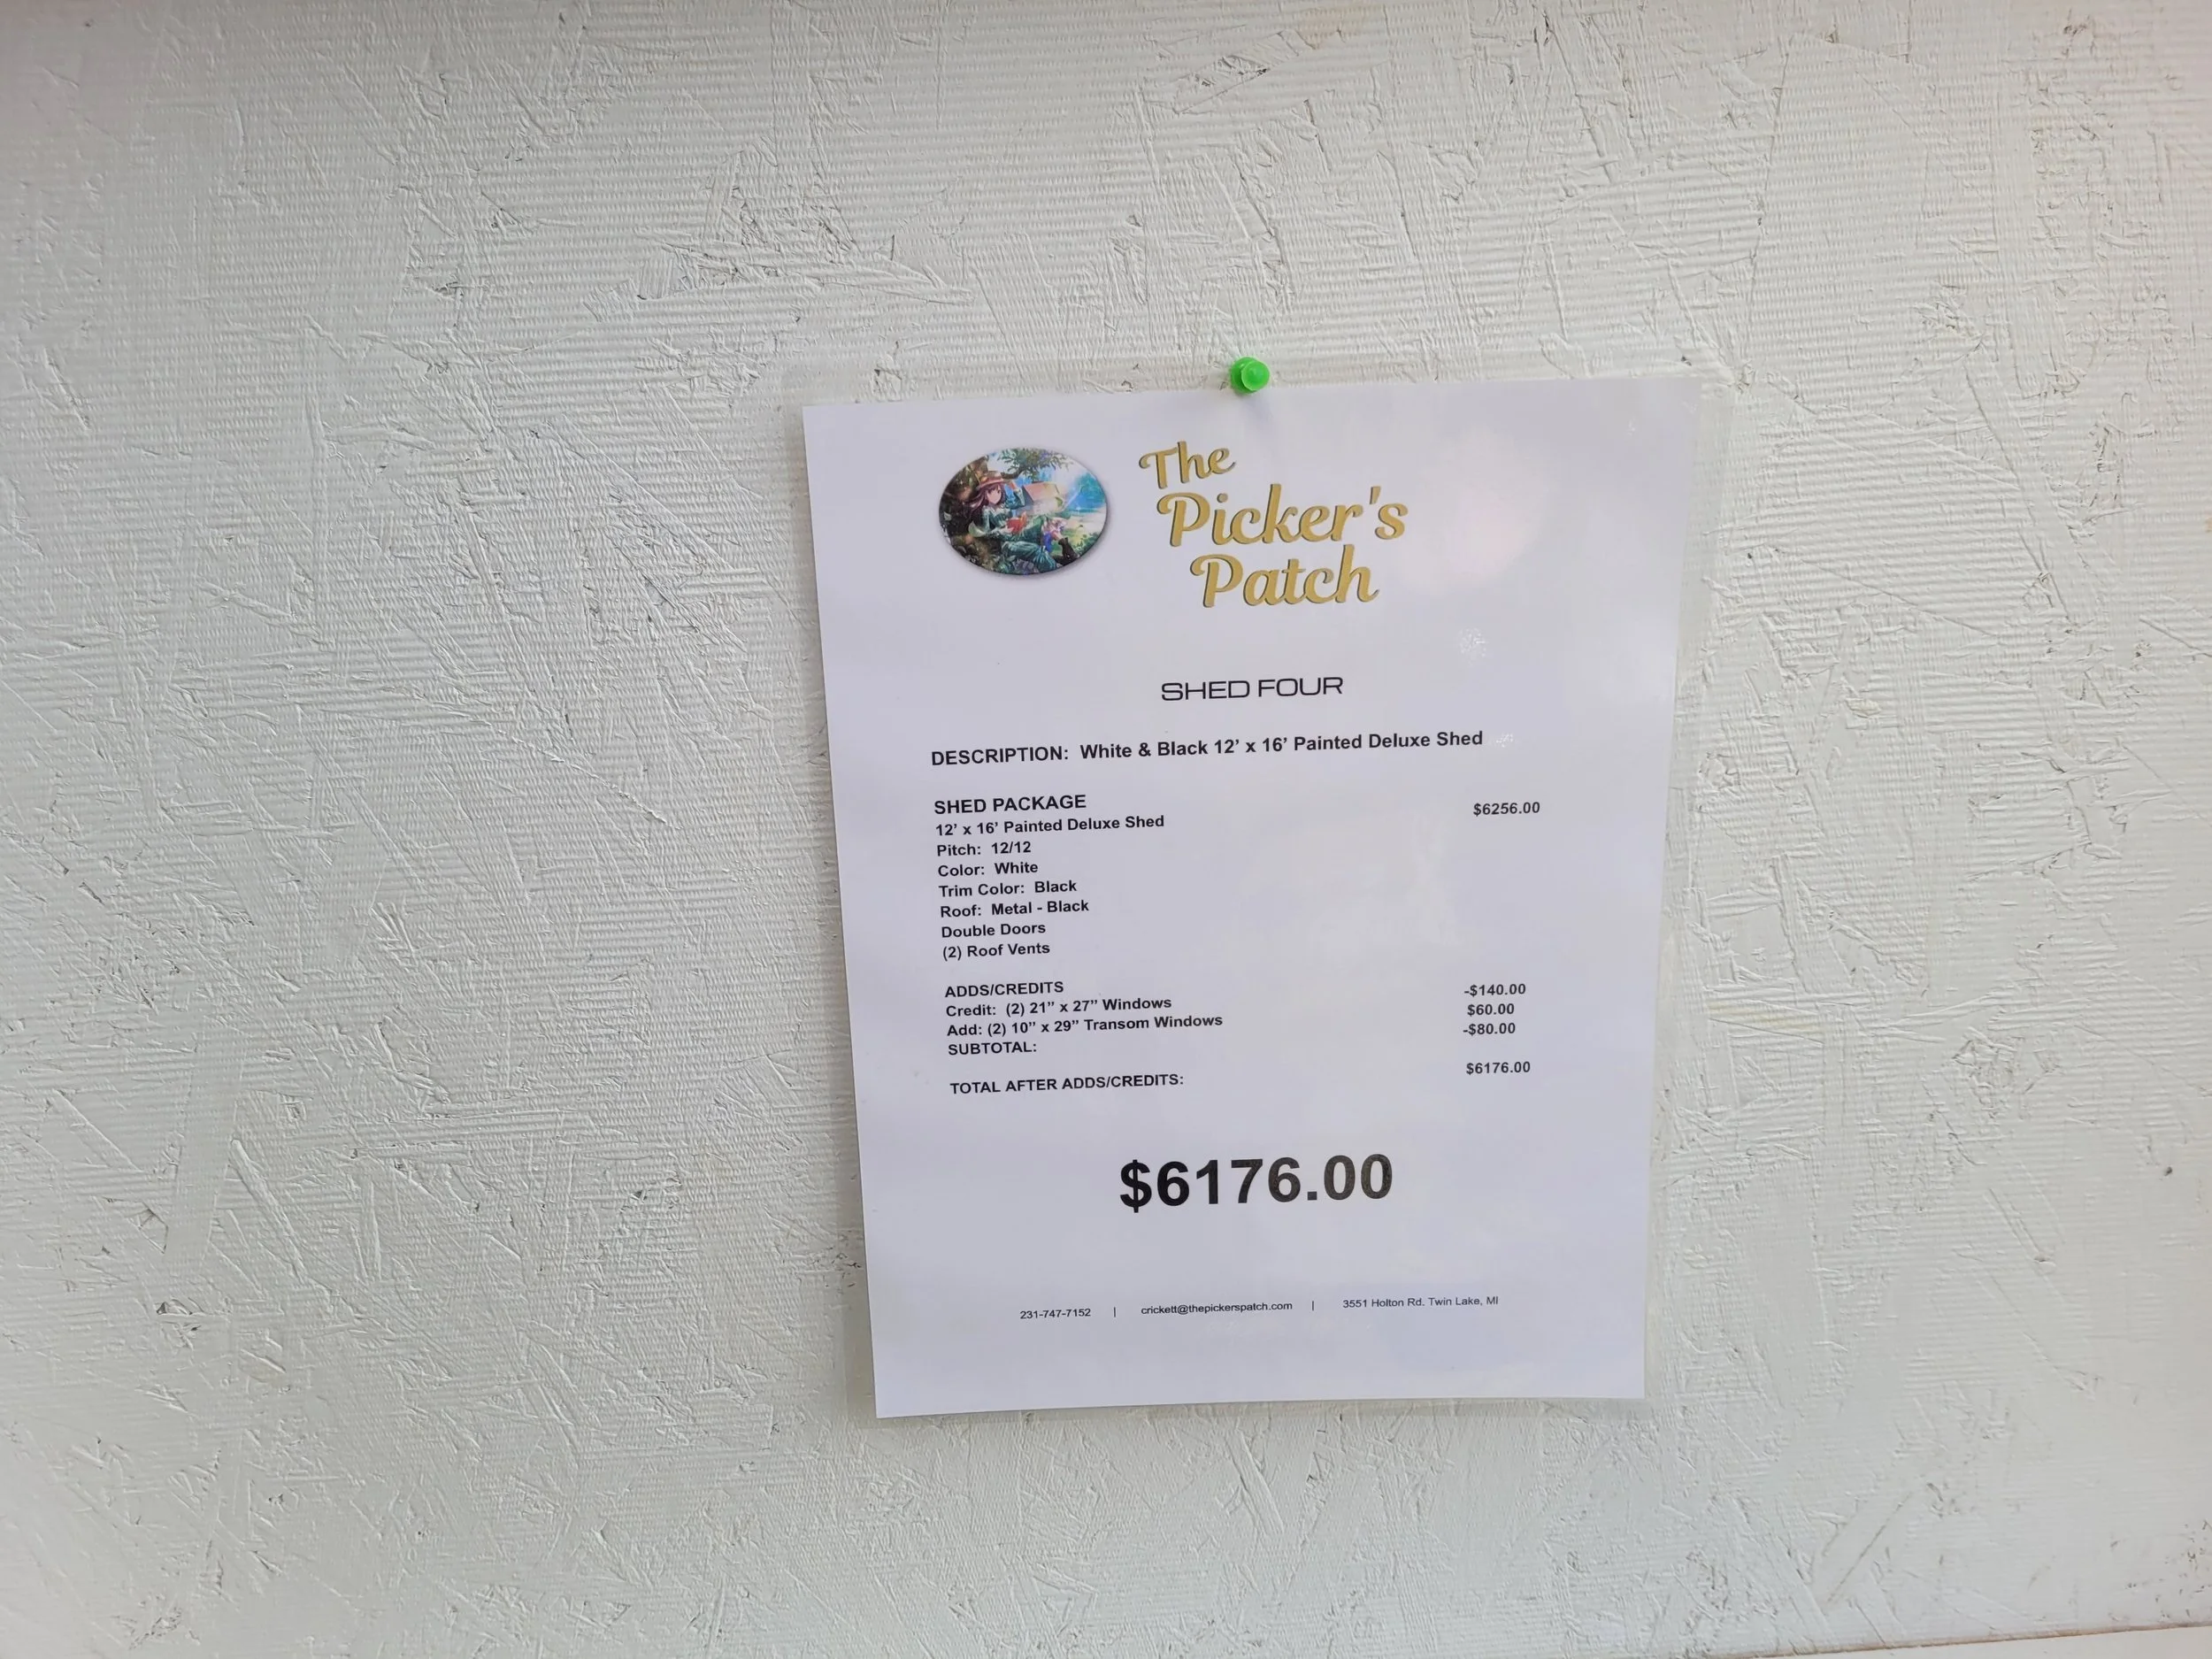 The
Picker's
Patch
SHED FOUR
DESCRIPTION: White & Black 12’ x 16’ Painted Deluxe Shed
SHED PACKAGE
12’ x 16’ Painted Deluxe Shed $6256.00
Pitch: 12/12
Color: White
Trim Color: Black
Roof: Metal - Black
Double Doors
(2) Roof Vents
ADDS/CREDITS
Credit: (2) 21” x 27” Windows -$140.00
Add: (2) 10” x 29” Transom Windows $60.00
SUBTOTAL: -$80.00
TOTAL AFTER ADDS/CREDITS: $6176.00
$6176.00
231-747-7152 | crickett@thepickerspatch.com | 3551 Holton Rd. Twin Lake, MI